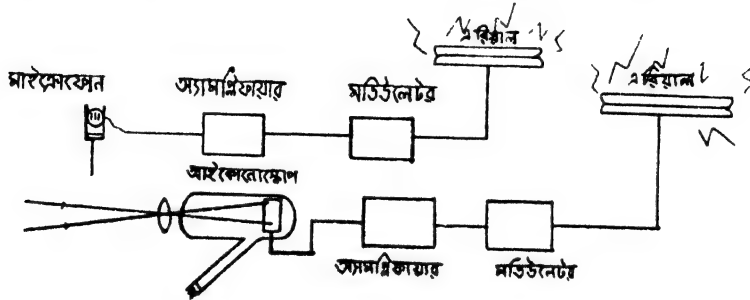 এরিয়াল
এরিয়াল
মাইক্রোফোন
অ্যামপ্লিফায়ার
মডিউলেটর
আইকোনোস্কোপ
অ্যামপ্লিফায়ার
মডিউলেটর